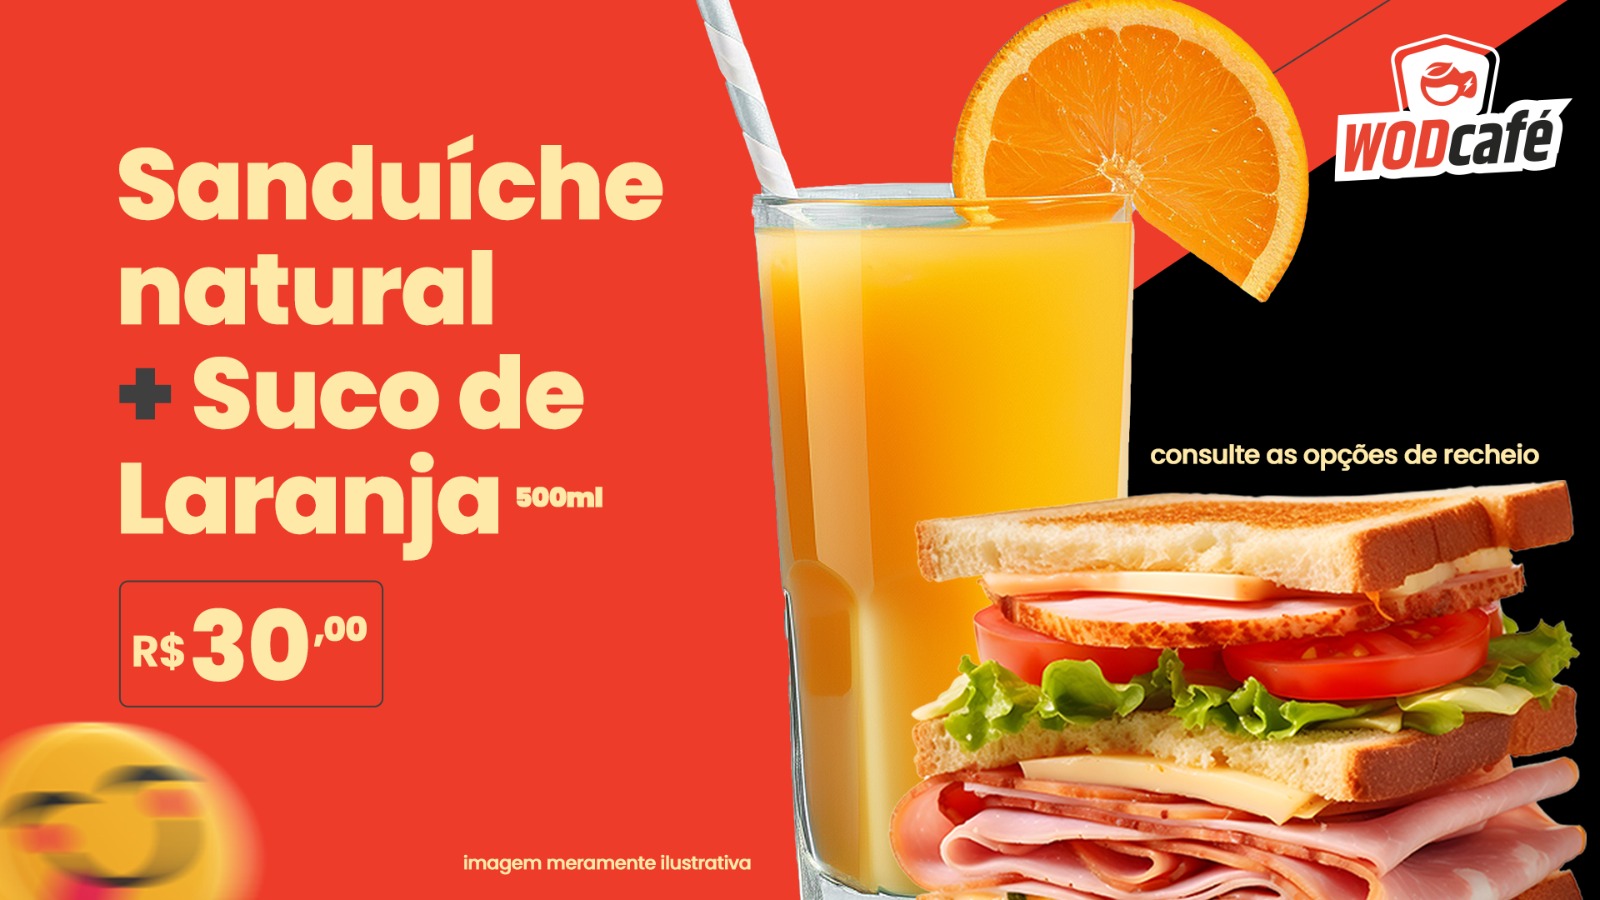 Sanduíche
natural
+ Suco de
Laranja 500ml
R$30,00
WODcafé
consulte as opções de recheio
imagem meramente ilustrativa